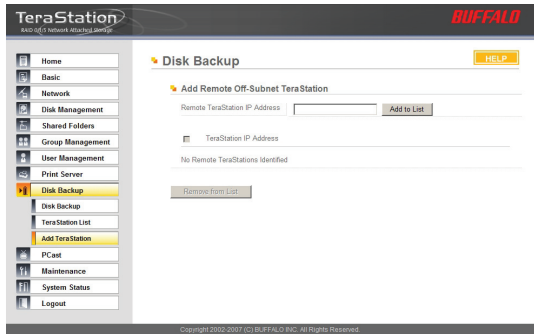 TeraStation
RAID 0/1/5 Network Attached Storage
BUFFALO
Home
Basic
Network
Disk Management
Shared Folders
Group Management
User Management
Print Server
Disk Backup
Disk Backup
TeraStation List
Add TeraStation
PCast
Maintenance
System Status
Logout
Disk Backup
HELP
Add Remote Off-Subnet TeraStation
Remote TeraStation IP Address
Add to List
TeraStation IP Address
No Remote TeraStations Identified
Remove from List
Copyright 2002-2007 (C) BUFFALO INC. All Rights Reserved.